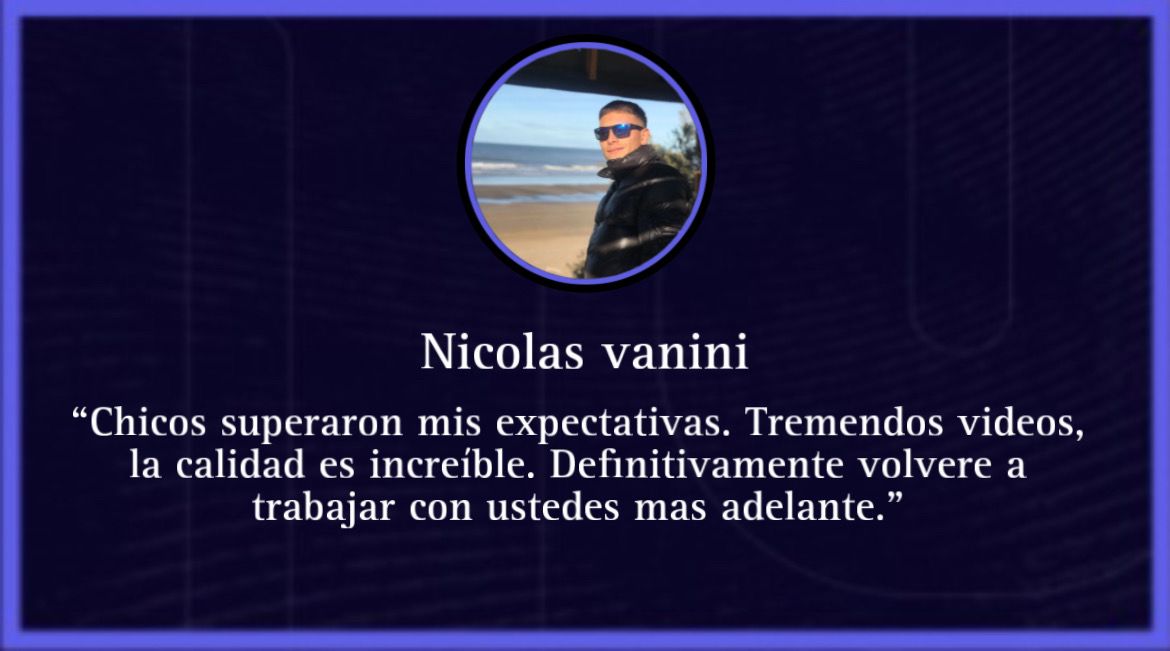 Nicolas vanini
“Chicos superaron mis expectativas. Tremendos videos,
la calidad es increíble. Definitivamente volvere a
trabajar con ustedes mas adelante.”